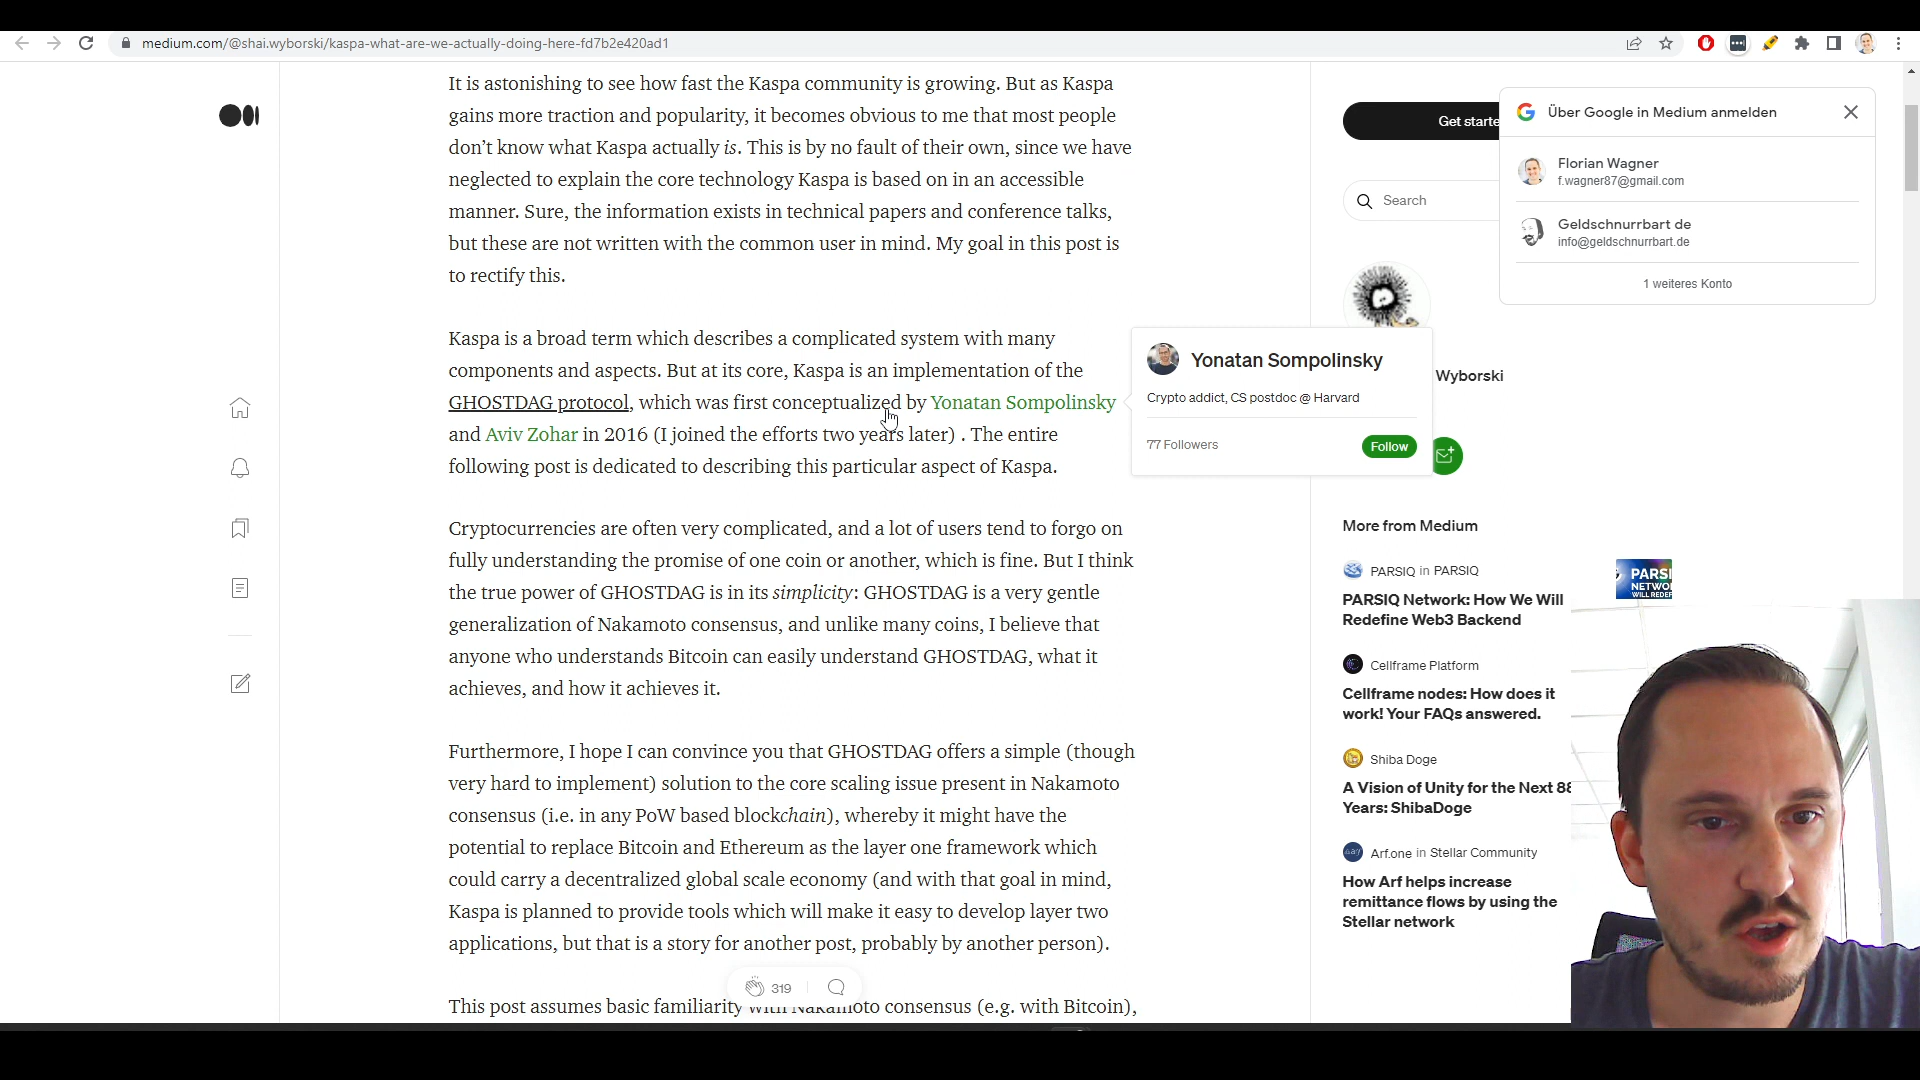 medium.com/@shai.wyborski/kaspa-what-are-we-actually-doing-here-fd7b2e420ad1
It is astonishing to see how fast the Kaspa community is growing. But as Kaspa
gains more traction and popularity, it becomes obvious to me that most people
don’t know what Kaspa actually is. This is by no fault of their own, since we have
neglected to explain the core technology Kaspa is based on in an accessible
manner. Sure, the information exists in technical papers and conference talks,
but these are not written with the common user in mind. My goal in this post is
to rectify this.
Kaspa is a broad term which describes a complicated system with many
components and aspects. But at its core, Kaspa is an implementation of the
GHOSTDAG protocol, which was first conceptualized by Yonatan Sompolinsky
and Aviv Zohar in 2016 (I joined the efforts two years later) . The entire
following post is dedicated to describing this particular aspect of Kaspa.
Cryptocurrencies are often very complicated, and a lot of users tend to forgo on
fully understanding the promise of one coin or another, which is fine. But I think
the true power of GHOSTDAG is in its simplicity: GHOSTDAG is a very gentle
generalization of Nakamoto consensus, and unlike many coins, I believe that
anyone who understands Bitcoin can easily understand GHOSTDAG, what it
achieves, and how it achieves it.
Furthermore, I hope I can convince you that GHOSTDAG offers a simple (though
very hard to implement) solution to the core scaling issue present in Nakamoto
consensus (i.e. in any PoW based blockchain), whereby it might have the
potential to replace Bitcoin and Ethereum as the layer one framework which
could carry a decentralized global scale economy (and with that goal in mind,
Kaspa is planned to provide tools which will make it easy to develop layer two
applications, but that is a story for another post, probably by another person).
319
This post assumes basic familiarity with Nakamoto consensus (e.g. with Bitcoin),
Get starte
Search
Über Google in Medium anmelden
Florian Wagner
f.wagner87@gmail.com
Geldschnurrbart de
info@geldschnurrbart.de
1 weiteres Konto
Yonatan Sompolinsky
Crypto addict, CS postdoc @ Harvard
77 Followers
Follow
Wyborski
More from Medium
PARSIQ in PARSIQ
PARSIQ Network: How We Will
Redefine Web3 Backend
PARSI
NETWO
WILL REDEF
Cellframe Platform
Cellframe nodes: How does it
work! Your FAQs answered.
Shiba Doge
A Vision of Unity for the Next 88
Years: ShibaDoge
Arf.one in Stellar Community
How Arf helps increase
remittance flows by using the
Stellar network